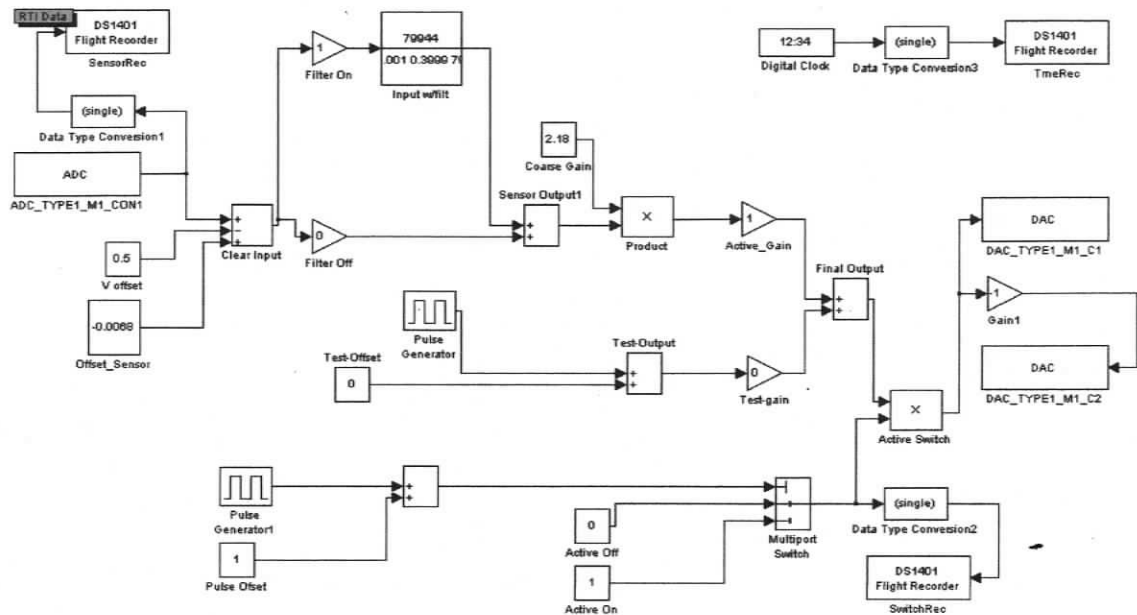 RTI Data
DS1401
Flight Recorder
SensorRec
(single)
Data Type Conversion1
ADC
ADC_TYPE1_M1_CON1
0.5
V offset
-0.0068
Offset_Sensor
+
−
+
Clear Input
1
Filter On
79944
.001 0.3999 79
Input w/filt
0
Filter Off
12:34
Digital Clock
(single)
Data Type Conversion3
DS1401
Flight Recorder
TmeRec
2.18
Coarse Gain
Sensor Output1
+
+
×
Product
1
Active_Gain
Pulse
Generator
Test-Offset
0
Test-Output
+
+
0
Test-gain
Final Output
+
+
×
Active Switch
DAC
DAC_TYPE1_M1_C1
-1
Gain1
DAC
DAC_TYPE1_M1_C2
Pulse
Generator1
1
Pulse Ofset
+
+
0
Active Off
1
Active On
Multiport
Switch
(single)
Data Type Conversion2
DS1401
Flight Recorder
SwitchRec